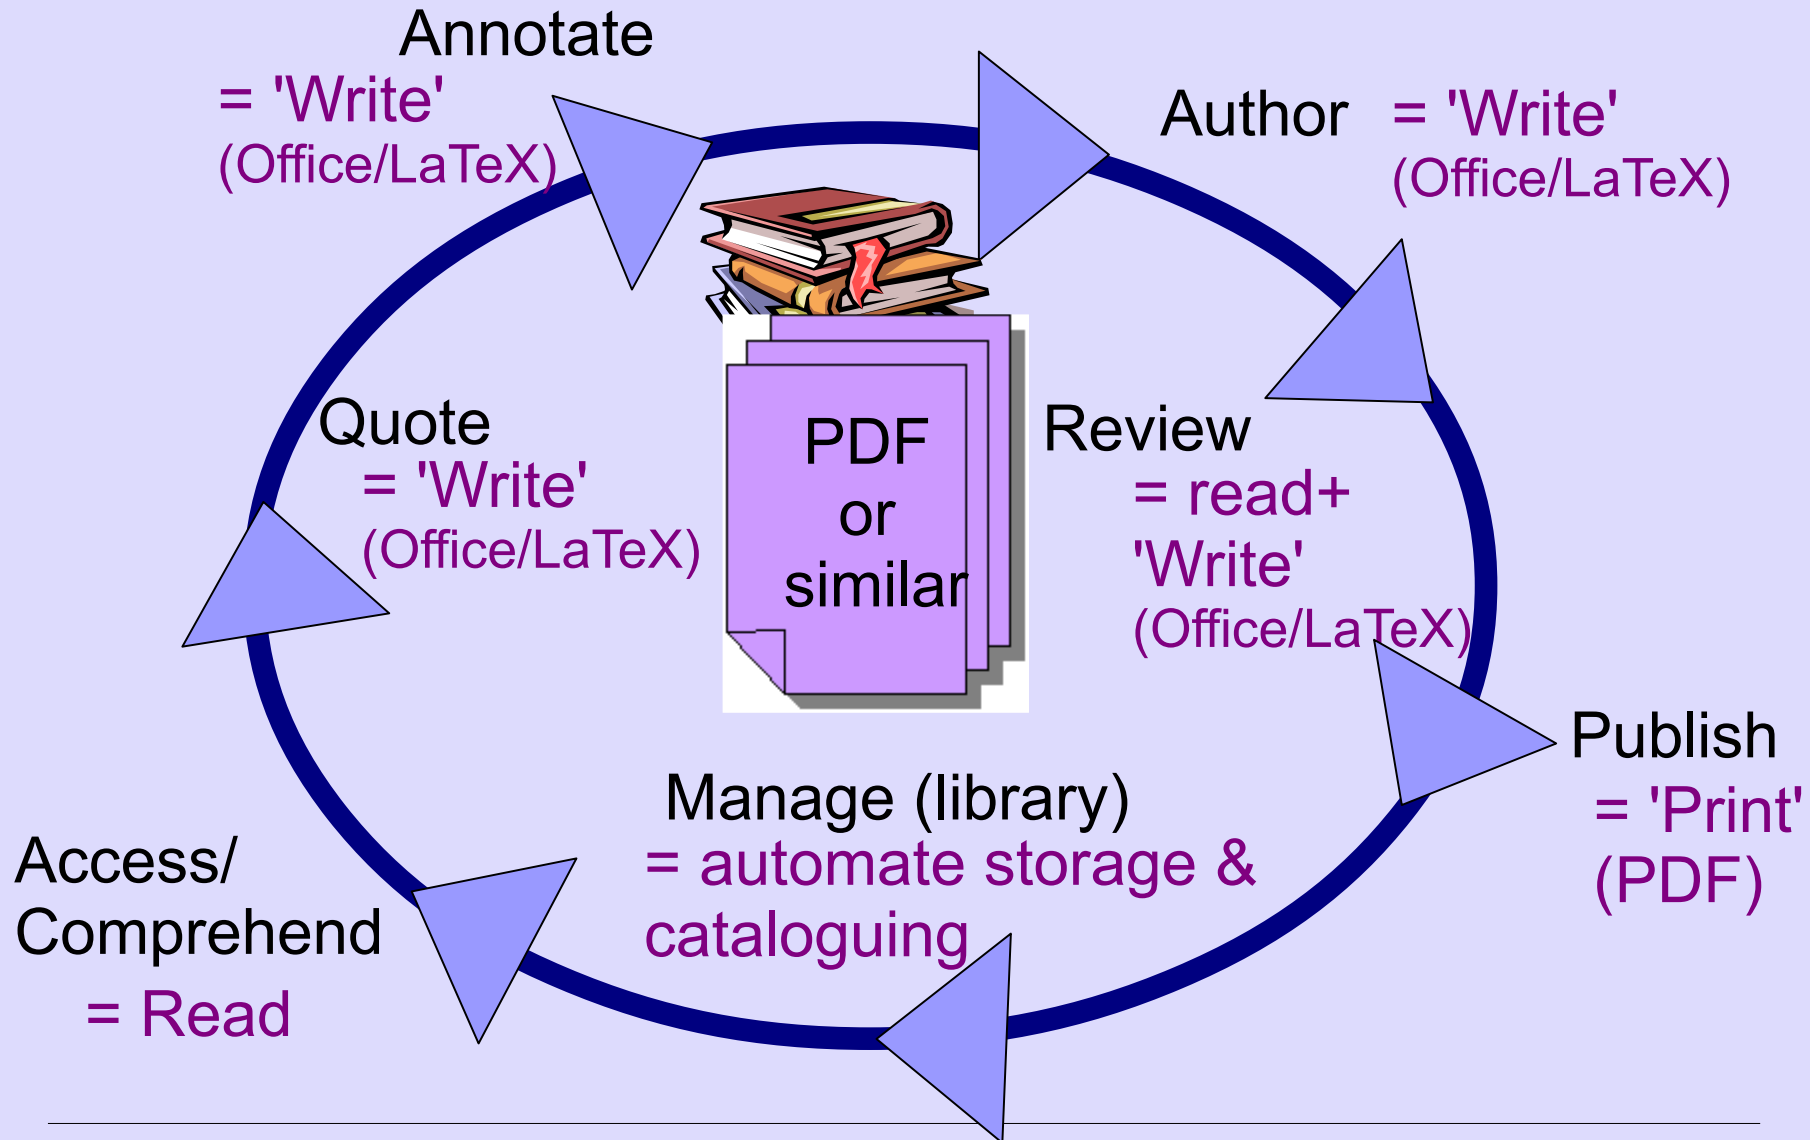 Annotate
= 'Write'
(Office/LaTeX)
Author = 'Write'
(Office/LaTeX)
Quote
= 'Write'
(Office/LaTeX)
PDF
or
similar
Review
= read+
'Write'
(Office/LaTeX)
Publish
= 'Print'
(PDF)
Manage (library)
= automate storage &
cataloguing
Access/
Comprehend
= Read